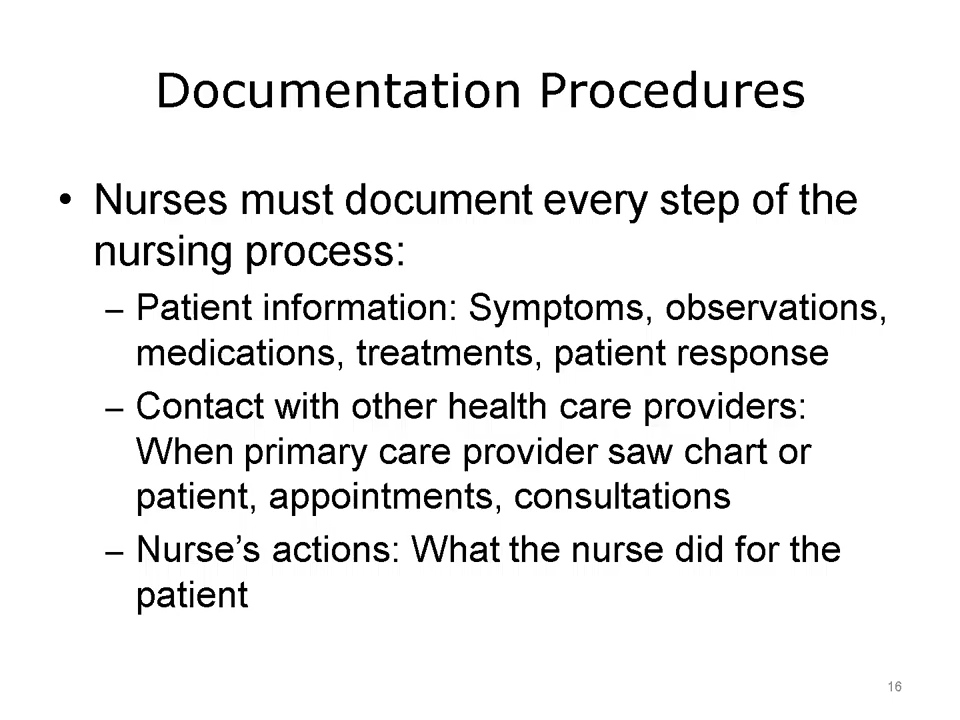 Documentation Procedures
• Nurses must document every step of the
nursing process:
– Patient information: Symptoms, observations,
medications, treatments, patient response
– Contact with other health care providers:
When primary care provider saw chart or
patient, appointments, consultations
– Nurse’s actions: What the nurse did for the
patient
16